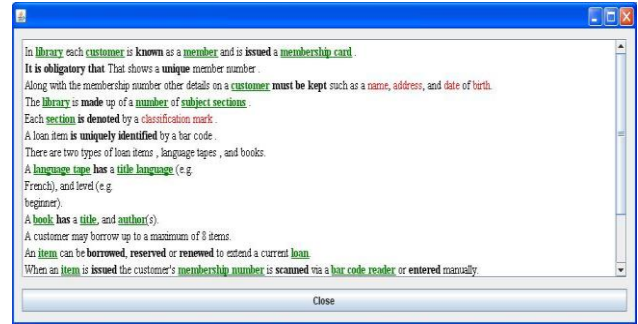 In library each customer is known as a member and is issued a membership card .
It is obligatory that That shows a unique member number .
Along with the membership number other details on a customer must be kept such as a name, address, and date of birth.
The library is made up of a number of subject sections .
Each section is denoted by a classification mark .
A loan item is uniquely identified by a bar code .
There are two types of loan items , language tapes , and books.
A language tape has a title language (e.g.
French), and level (e.g.
beginner).
A book has a title, and author(s).
A customer may borrow up to a maximum of 8 items.
An item can be borrowed, reserved or renewed to extend a current loan.
When an item is issued the customer's membership number is scanned via a bar code reader or entered manually.
Close